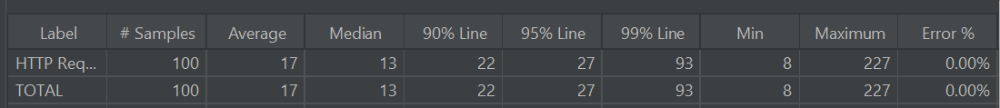 Label # Samples Average Median 90% Line 95% Line 99% Line Min Maximum Error %
HTTP Req... 100 17 13 22 27 93 8 227 0.00%
TOTAL 100 17 13 22 27 93 8 227 0.00%